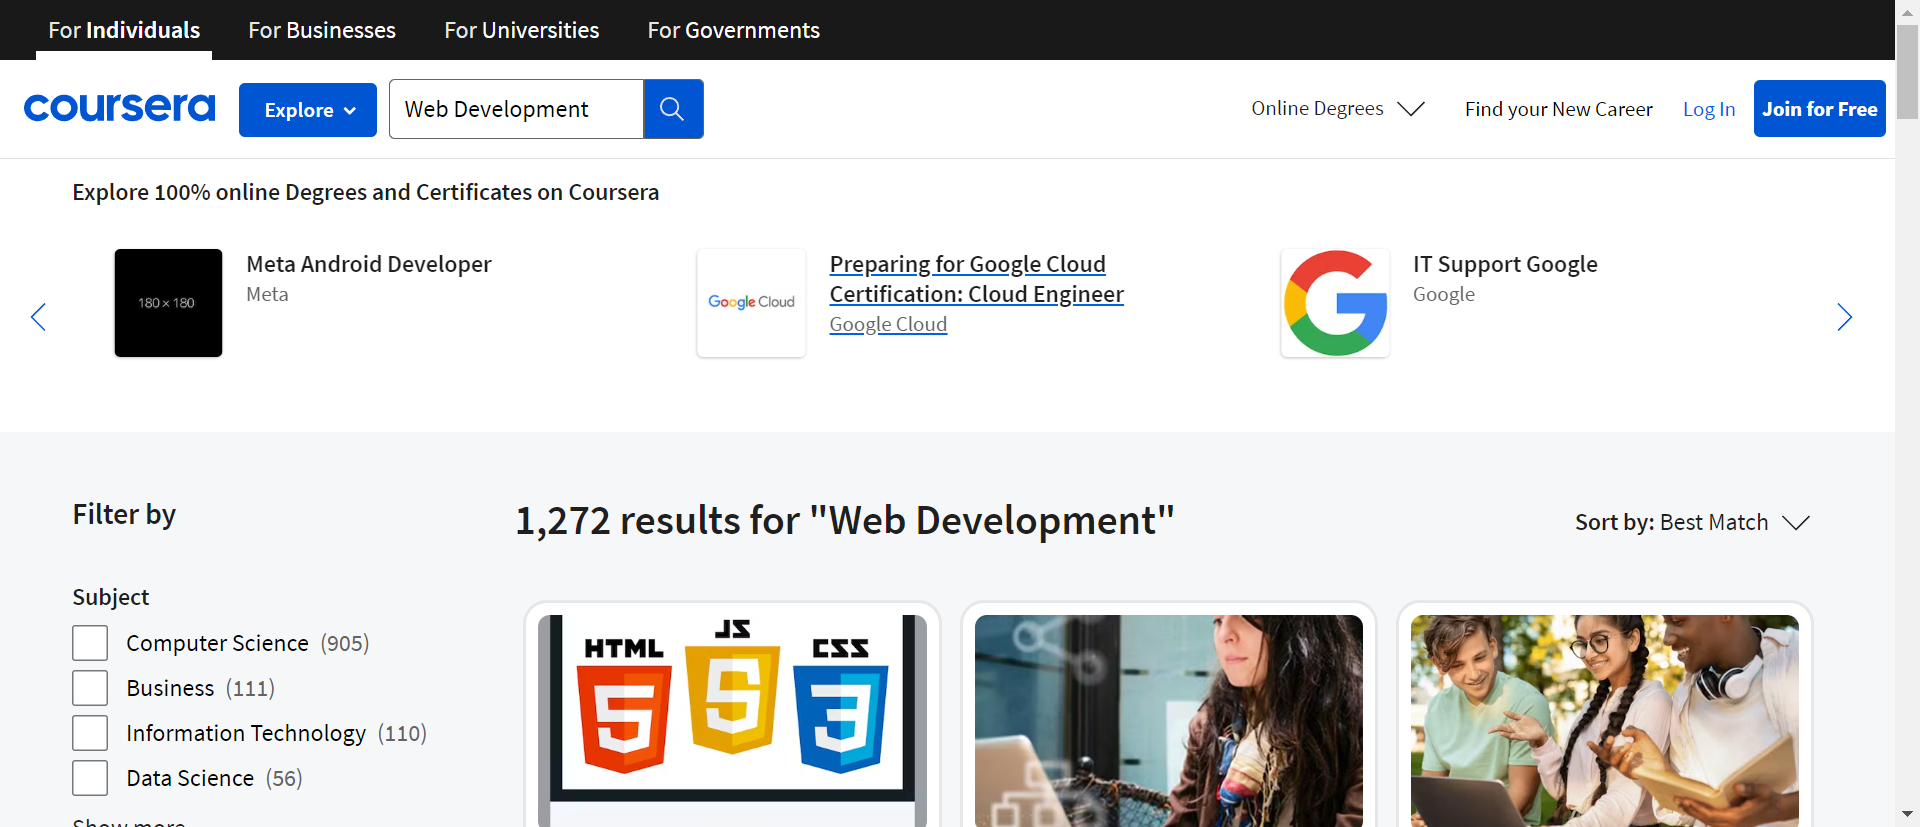 For Individuals
For Businesses
For Universities
For Governments
coursera
Explore
Web Development
Online Degrees
Find your New Career
Log In
Join for Free
Explore 100% online Degrees and Certificates on Coursera
180 × 180
Meta Android Developer
Meta
Google Cloud
Preparing for Google Cloud
Certification: Cloud Engineer
Google Cloud
IT Support Google
Google
Filter by
1,272 results for "Web Development"
Sort by: Best Match
Subject
Computer Science (905)
Business (111)
Information Technology (110)
Data Science (56)
Show more
HTML
JS
CSS
5
5
3